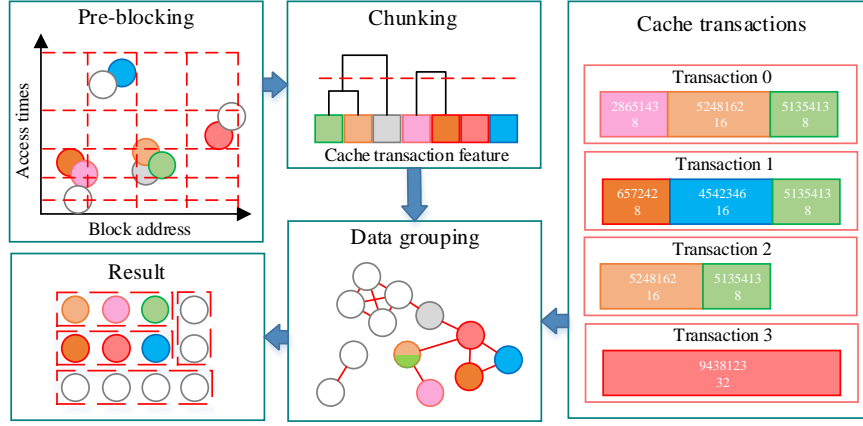 Pre-blocking
Access times
Block address
Chunking
Cache transaction feature
Cache transactions
Transaction 0
2865143 5248162 5135413
8 16 8
Transaction 1
657242 4542346 5135413
8 16 8
Transaction 2
5248162 5135413
16 8
Transaction 3
9438123
32
Data grouping
Result